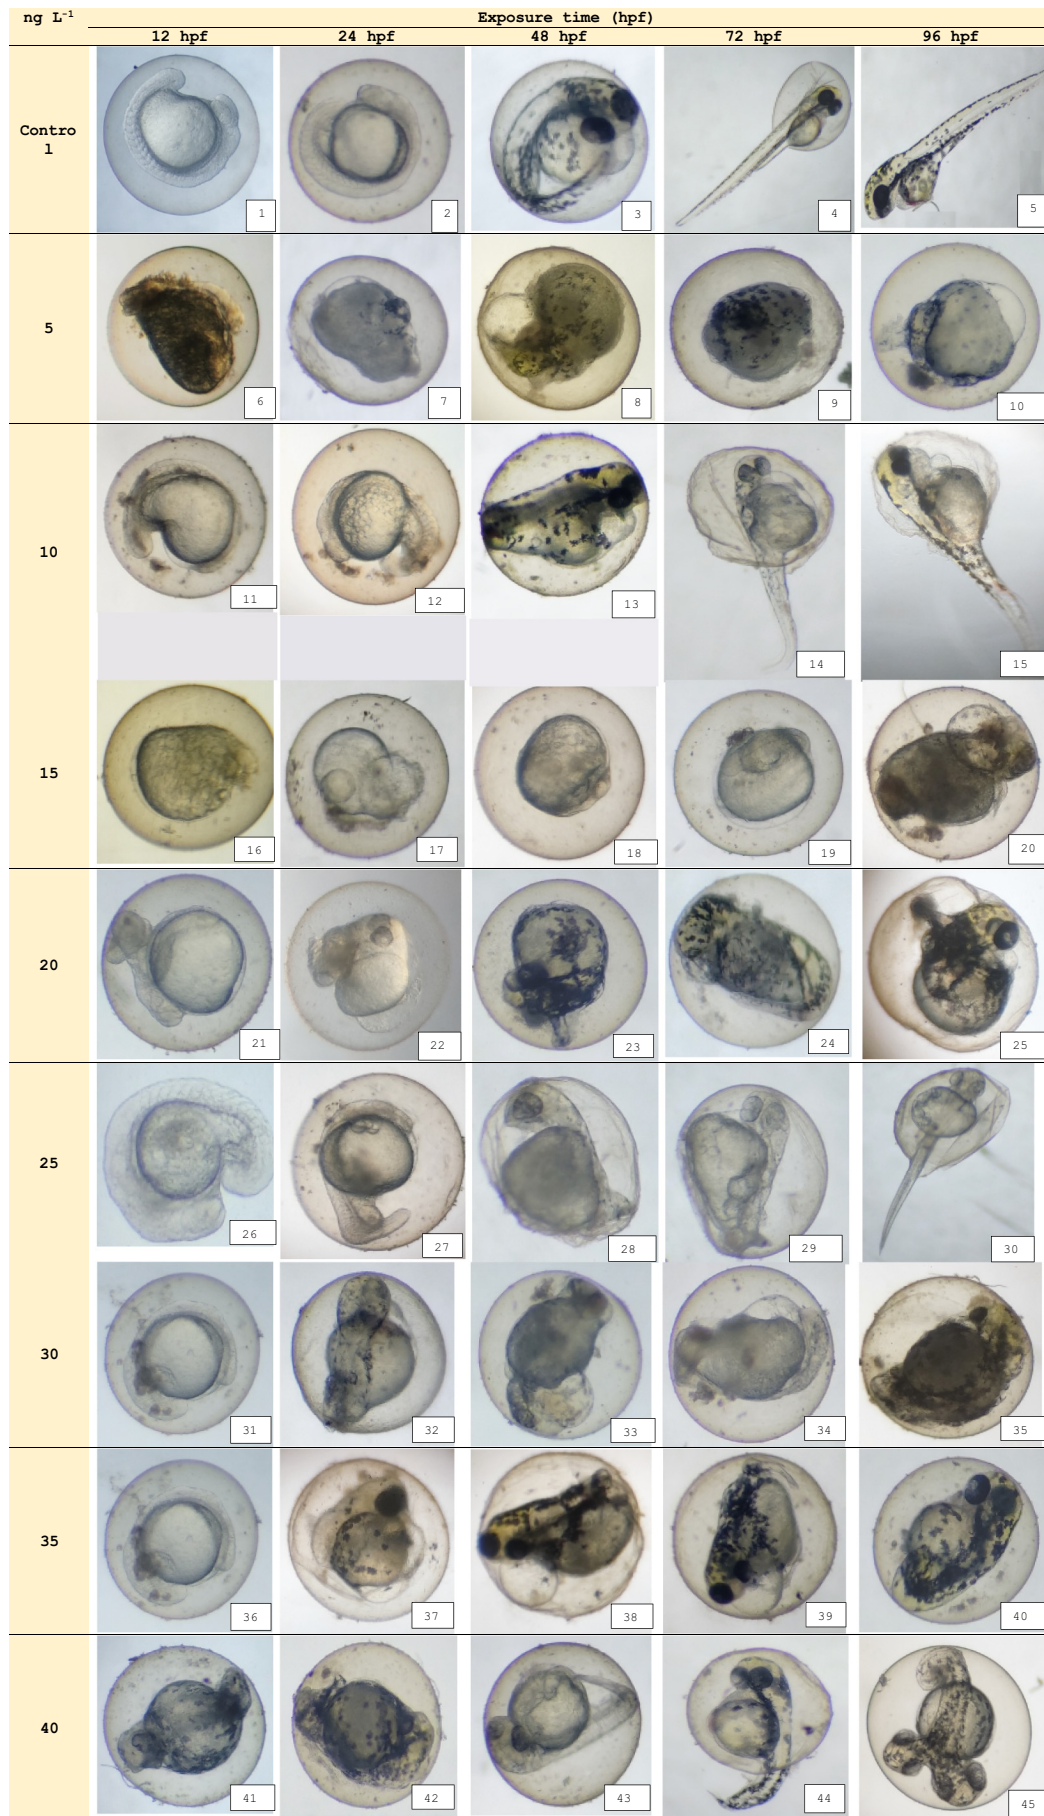 ng L⁻¹ Exposure time (hpf)
12 hpf 24 hpf 48 hpf 72 hpf 96 hpf
Contro
l
1 2 3 4 5
5
6 7 8 9 10
10
11 12 13
14 15
15
16 17 18 19 20
20
21 22 23 24 25
25
26 27 28 29 30
30
31 32 33 34 35
35
36 37 38 39 40
40
41 42 43 44 45